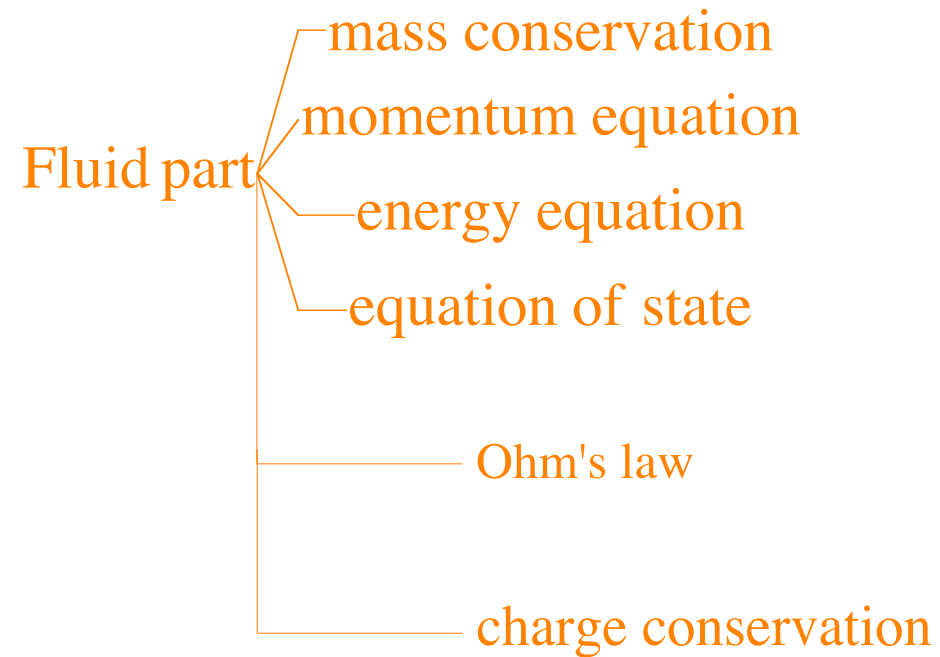 mass conservation
momentum equation
Fluid part
energy equation
equation of state
Ohm's law
charge conservation